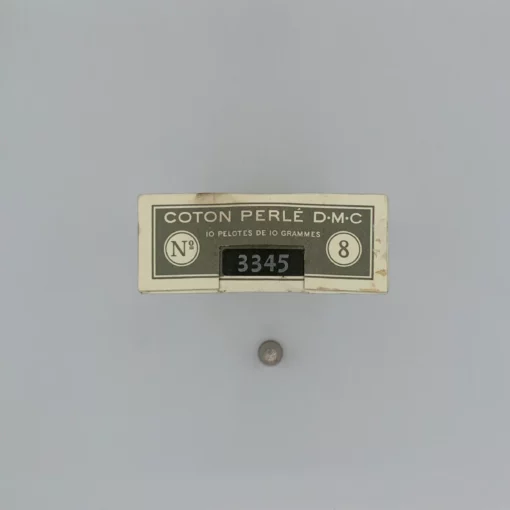 COTON PERLÉ D·M·C
10 PELOTES DE 10 GRAMMES
Nº 3345 8